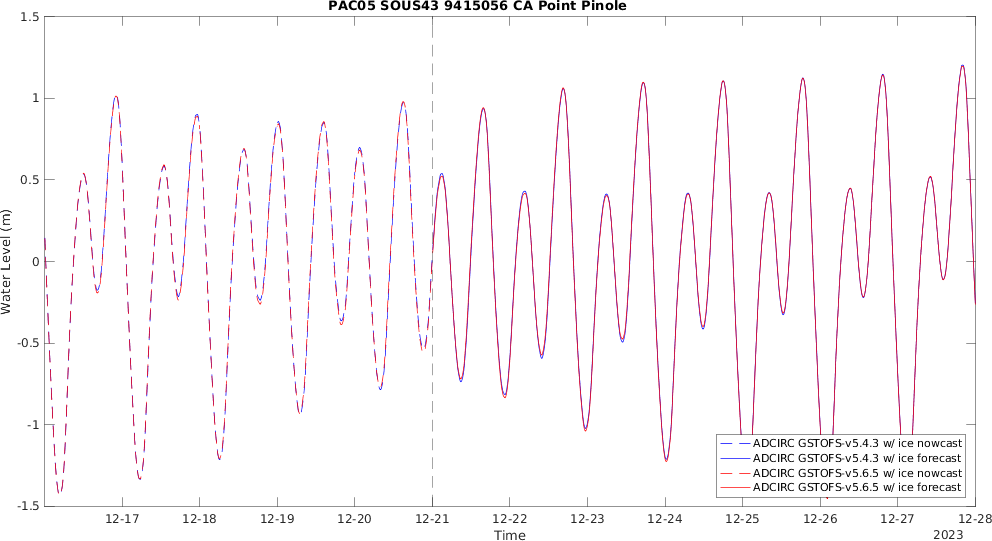 PAC05 SOUS43 9415056 CA Point Pinole
1.5
1
0.5
0
-0.5
-1
-1.5
Water Level (m)
12-17 12-18 12-19 12-20 12-21 12-22 12-23 12-24 12-25 12-26 12-27 12-28
Time
2023
ADCIRC GSTOFS-v5.4.3 w/ ice nowcast
ADCIRC GSTOFS-v5.4.3 w/ ice forecast
ADCIRC GSTOFS-v5.6.5 w/ ice nowcast
ADCIRC GSTOFS-v5.6.5 w/ ice forecast